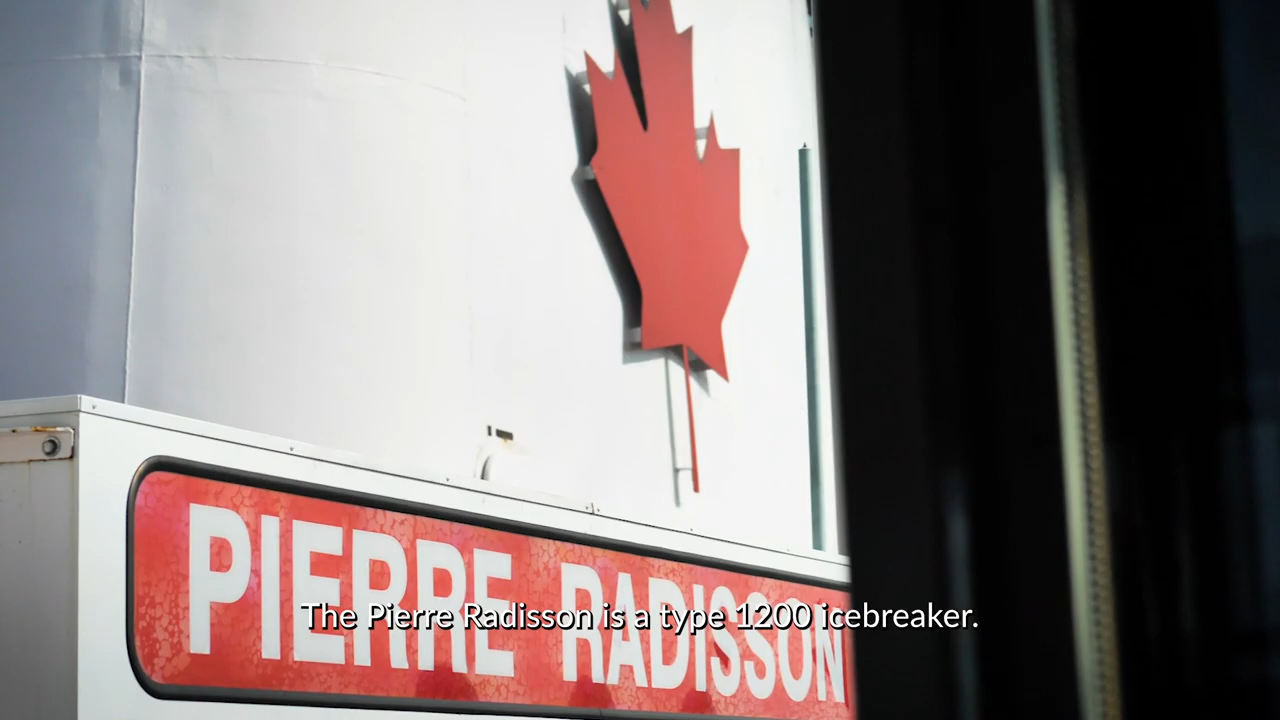 PIERRE RADISSON
The Pierre Radisson is a type 1200 icebreaker.